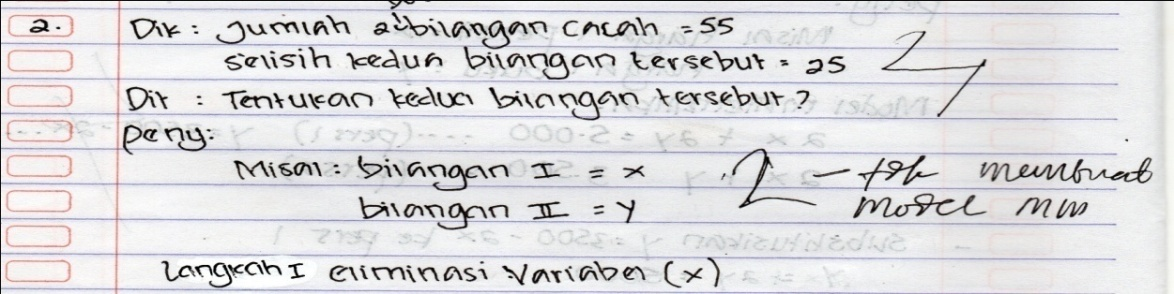 2. Dik : Jumlah 2 bilangan cacah = 55
selisih kedua bilangan tersebut = 25
Dit : Tentukan kedua bilangan tersebut ?
peny:
Misal : bilangan I = x
bilangan II = y
— tdk membuat
model mm
Langkah I eliminasi variabel (x)